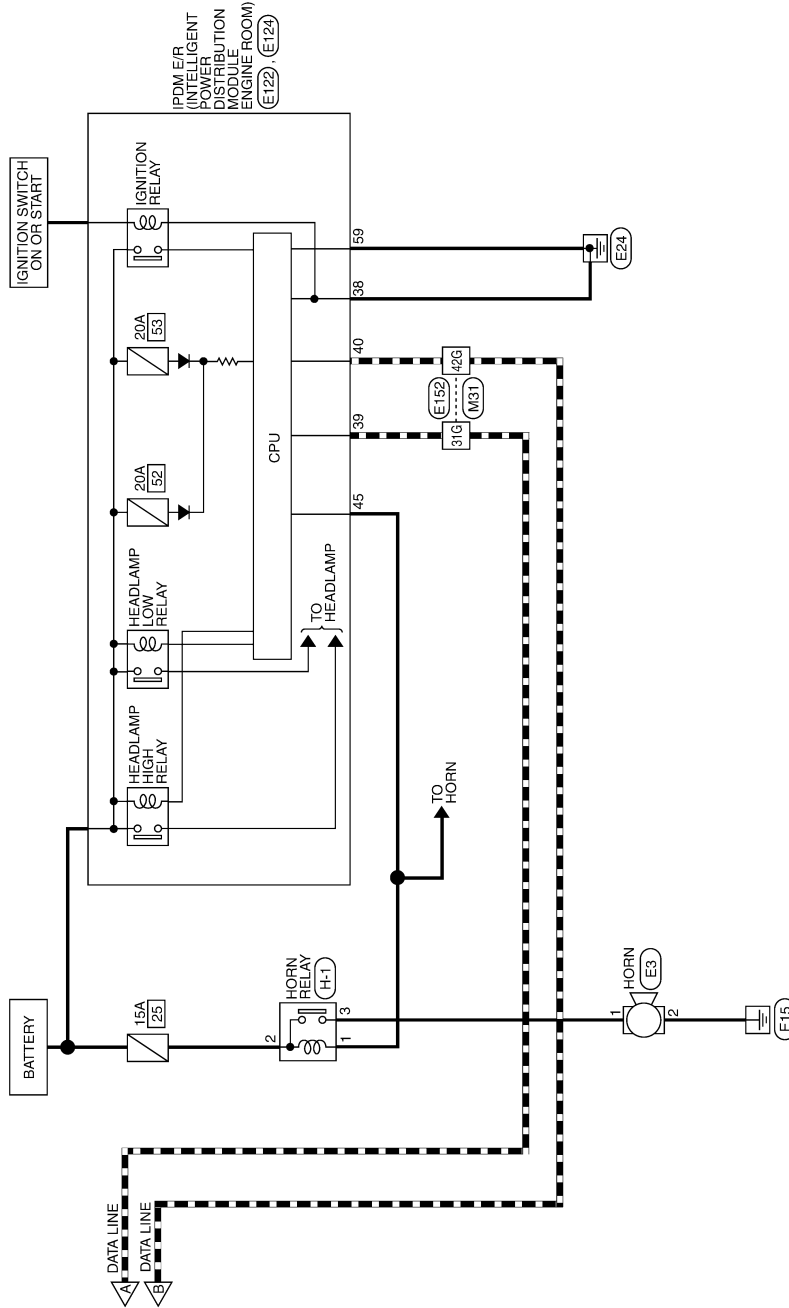 IGNITION SWITCH
ON OR START
IPDM E/R
(INTELLIGENT
POWER
DISTRIBUTION
MODULE
ENGINE ROOM)
E122 , E124
IGNITION
RELAY
20A
53
20A
52
HEADLAMP
LOW
RELAY
HEADLAMP
HIGH
RELAY
CPU
TO
HEADLAMP
59
38
40
39
45
E24
42G
31G
E152
M31
BATTERY
15A
25
HORN
RELAY
H-1
2
3
1
TO
HORN
HORN
E3
1
2
E15
DATA LINE
A
DATA LINE
B